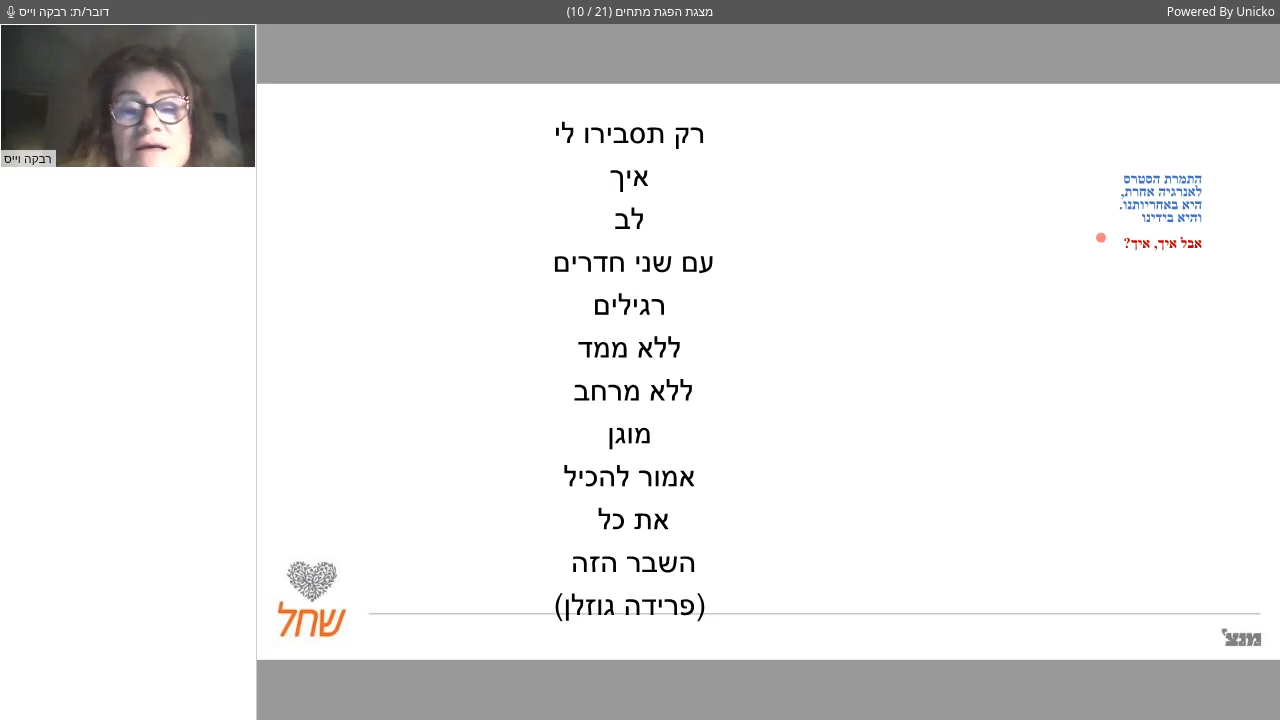 דובר/ת: רבקה וייס
מצגת הפגת מתחים (21 / 10)
Powered By Unicko
רבקה וייס
רק תסבירו לי
איך
לב
עם שני חדרים
רגילים
ללא ממד
ללא מרחב
מוגן
אמור להכיל
את כל
השבר הזה
(פרידה גוזלן)
התמרת הסטרס
לאנרגיה אחרת,
היא באחריותנו.
והיא בידינו
אבל איך, איך?
שחל
מנצ'